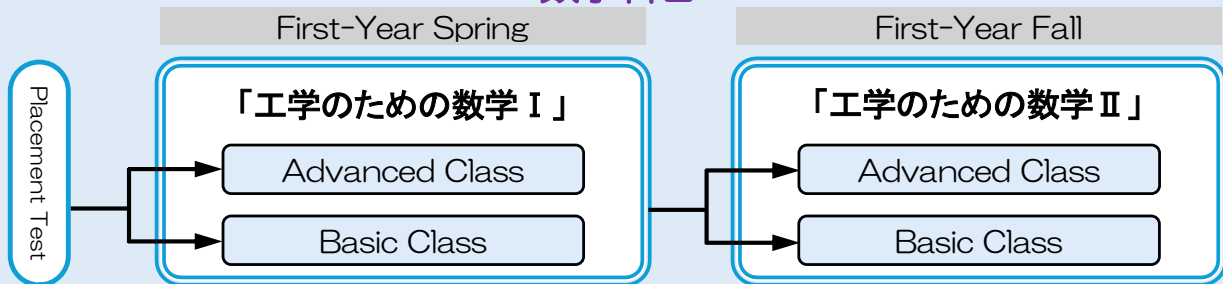 First-Year Spring
First-Year Fall
Placement Test
「工学のための数学Ⅰ」
Advanced Class
Basic Class
「工学のための数学Ⅱ」
Advanced Class
Basic Class